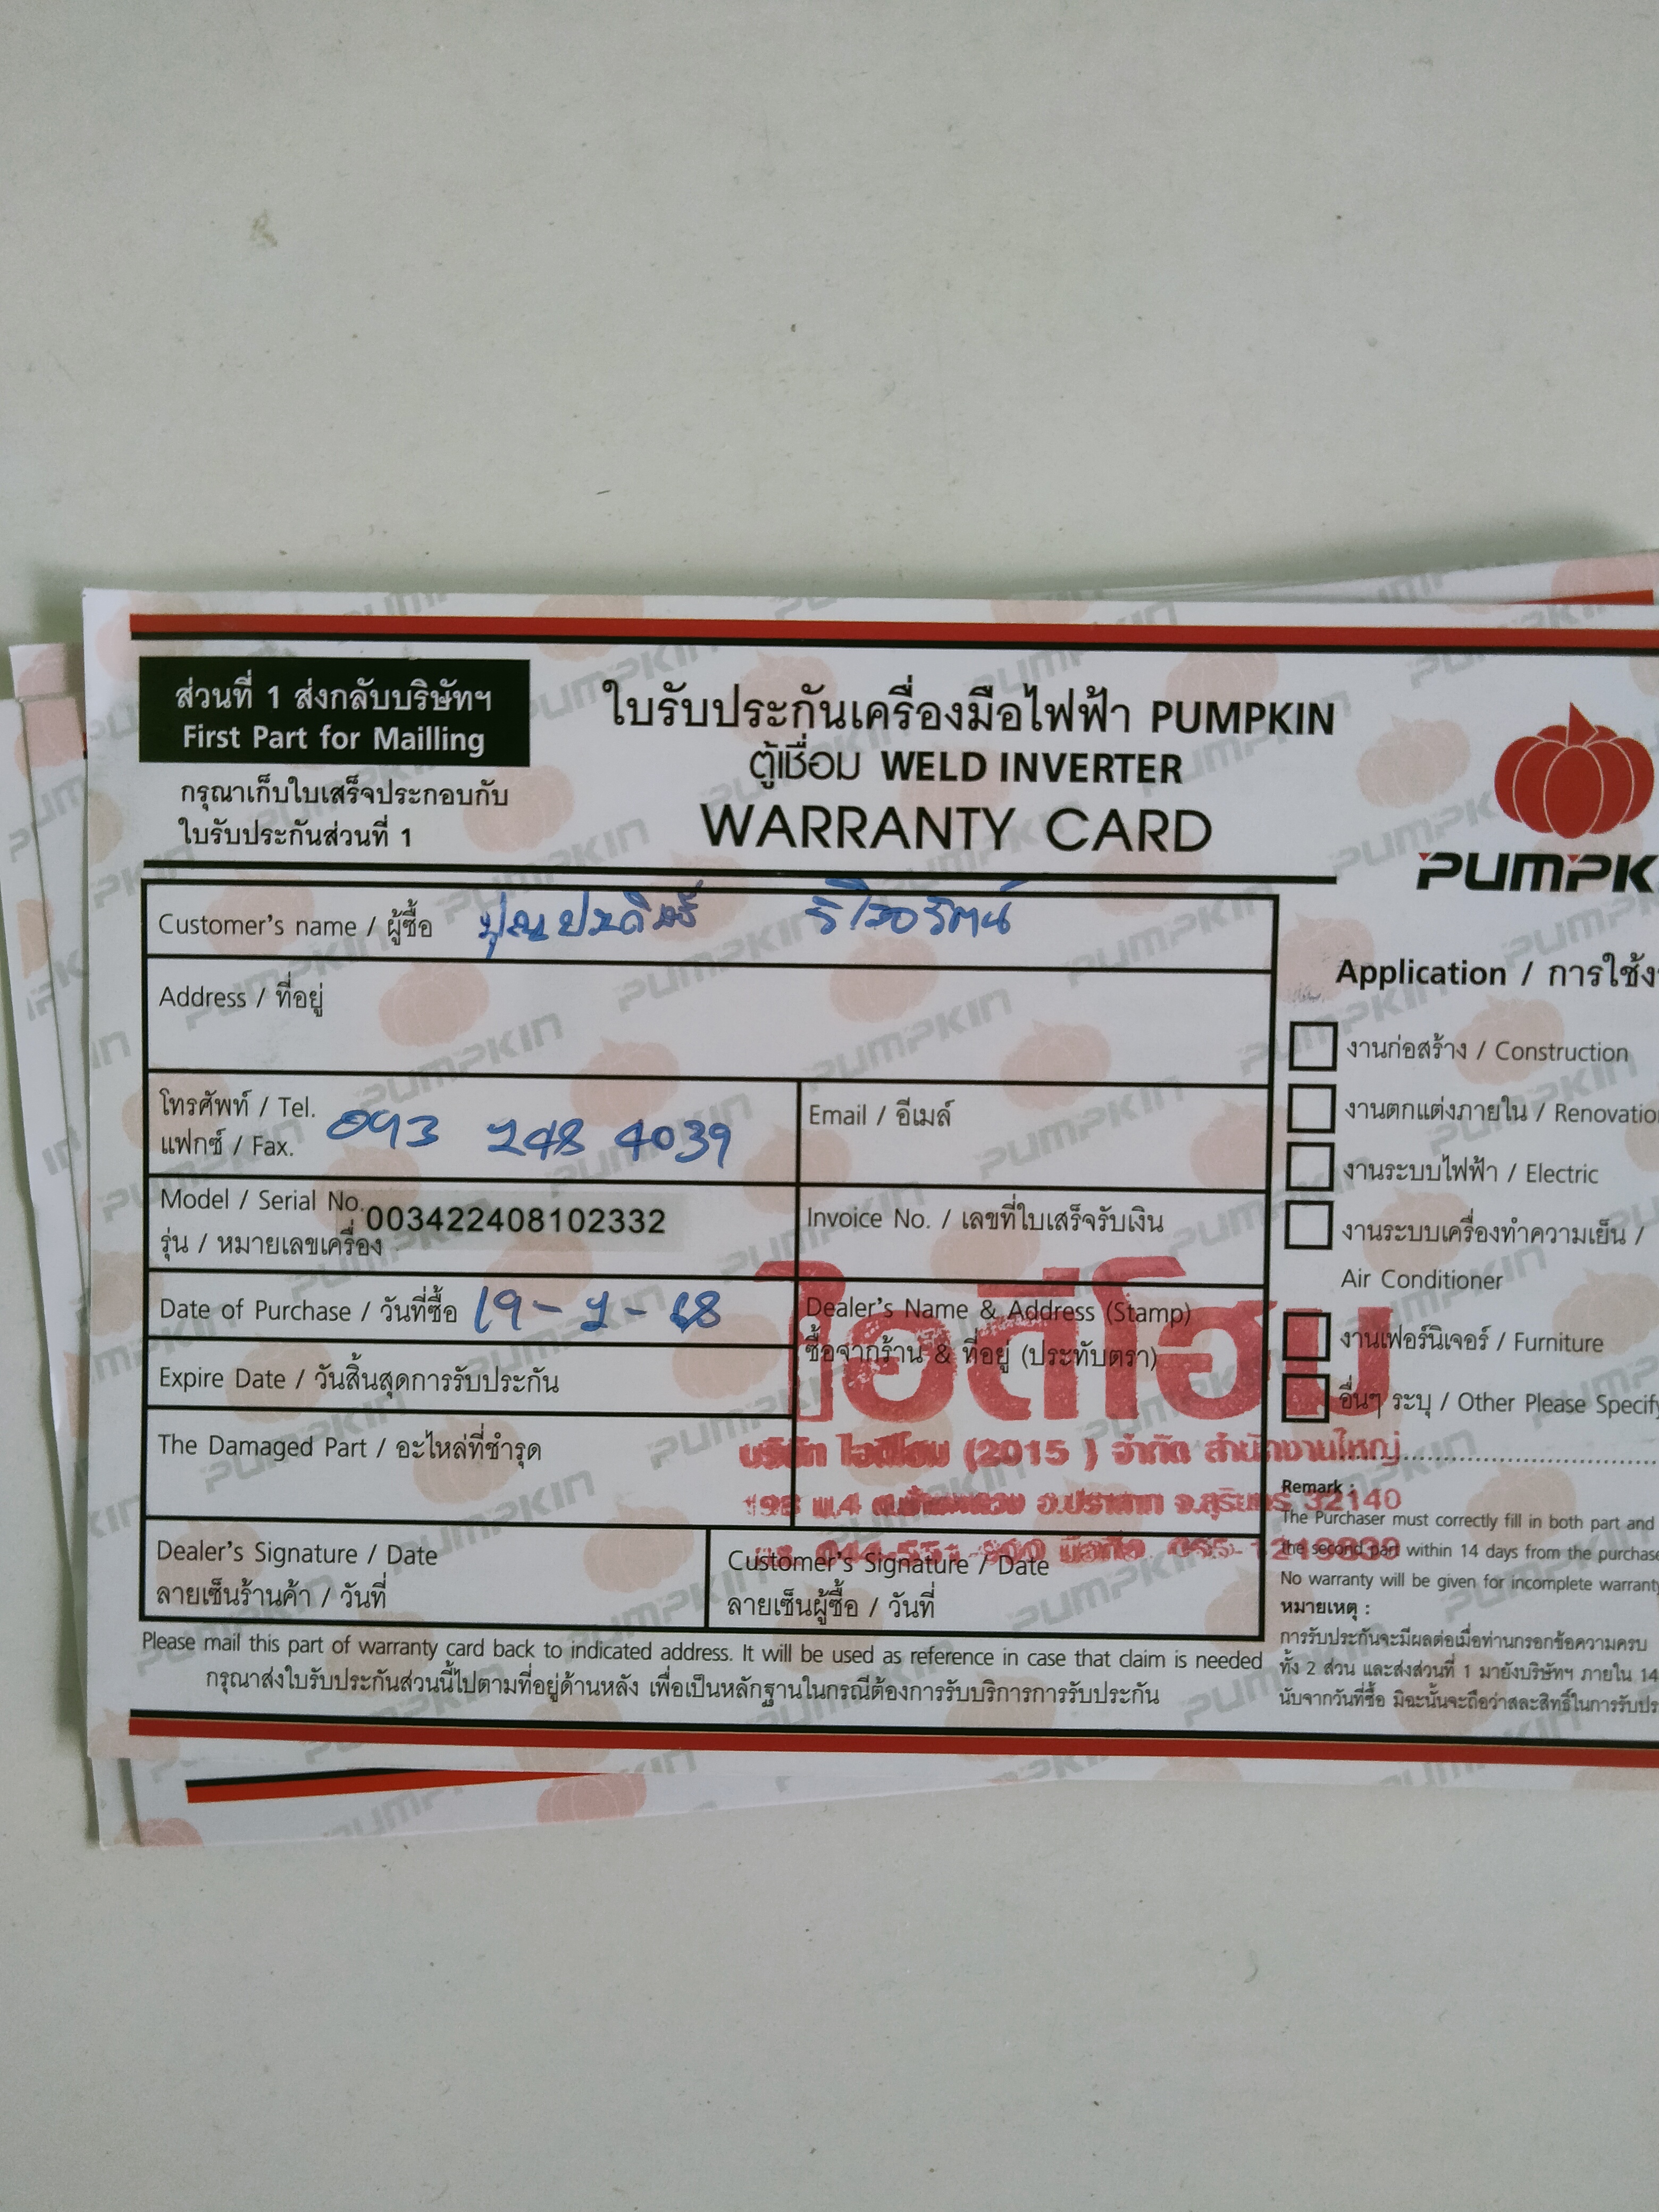 ส่วนที่ 1 ส่งกลับบริษัทฯ
First Part for Mailling
กรุณาเก็บใบเสร็จประกอบกับ
ใบรับประกันส่วนที่ 1
ใบรับประกันเครื่องมือไฟฟ้า PUMPKIN
ตู้เชื่อม WELD INVERTER
WARRANTY CARD
PUMPK
Customer's name / ผู้ซื้อ
Address / ที่อยู่
โทรศัพท์ / Tel.
แฟกซ์ / Fax. 093 248 4039
Email / อีเมล์
Model / Serial No. 003422408102332
รุ่น / หมายเลขเครื่อง
Invoice No. / เลขที่ใบเสร็จรับเงิน
Date of Purchase / วันที่ซื้อ 19 - 2 - 68
Dealer's Name & Address (Stamp)
ซื้อจากร้าน & ที่อยู่ (ประทับตรา)
ไอดีโฮม
Expire Date / วันสิ้นสุดการรับประกัน
The Damaged Part / อะไหล่ที่ชำรุด
บริษัท ไอดีโฮม (2015 ) จำกัด สำนักงานใหญ่
198 ม.4 อ.ปราสาท จ.สุรินทร์ 32140
Dealer's Signature / Date
ลายเซ็นร้านค้า / วันที่
Customer's Signature / Date
ลายเซ็นผู้ซื้อ / วันที่
Please mail this part of warranty card back to indicated address. It will be used as reference in case that claim is needed
กรุณาส่งใบรับประกันส่วนนี้ไปตามที่อยู่ด้านหลัง เพื่อเป็นหลักฐานในกรณีต้องการรับบริการการรับประกัน
Application / การใช้ง
งานก่อสร้าง / Construction
งานตกแต่งภายใน / Renovatio
งานระบบไฟฟ้า / Electric
งานระบบเครื่องทำความเย็น /
Air Conditioner
งานเฟอร์นิเจอร์ / Furniture
อื่นๆ ระบุ / Other Please Specify
Remark :
The Purchaser must correctly fill in both part and
the second part within 14 days from the purchase
No warranty will be given for incomplete warranty
หมายเหตุ :
การรับประกันจะมีผลต่อเมื่อท่านกรอกข้อความครบ
ทั้ง 2 ส่วน และส่งส่วนที่ 1 มายังบริษัทฯ ภายใน 14
นับจากวันที่ซื้อ มิฉะนั้นจะถือว่าสละสิทธิ์ในการรับประ